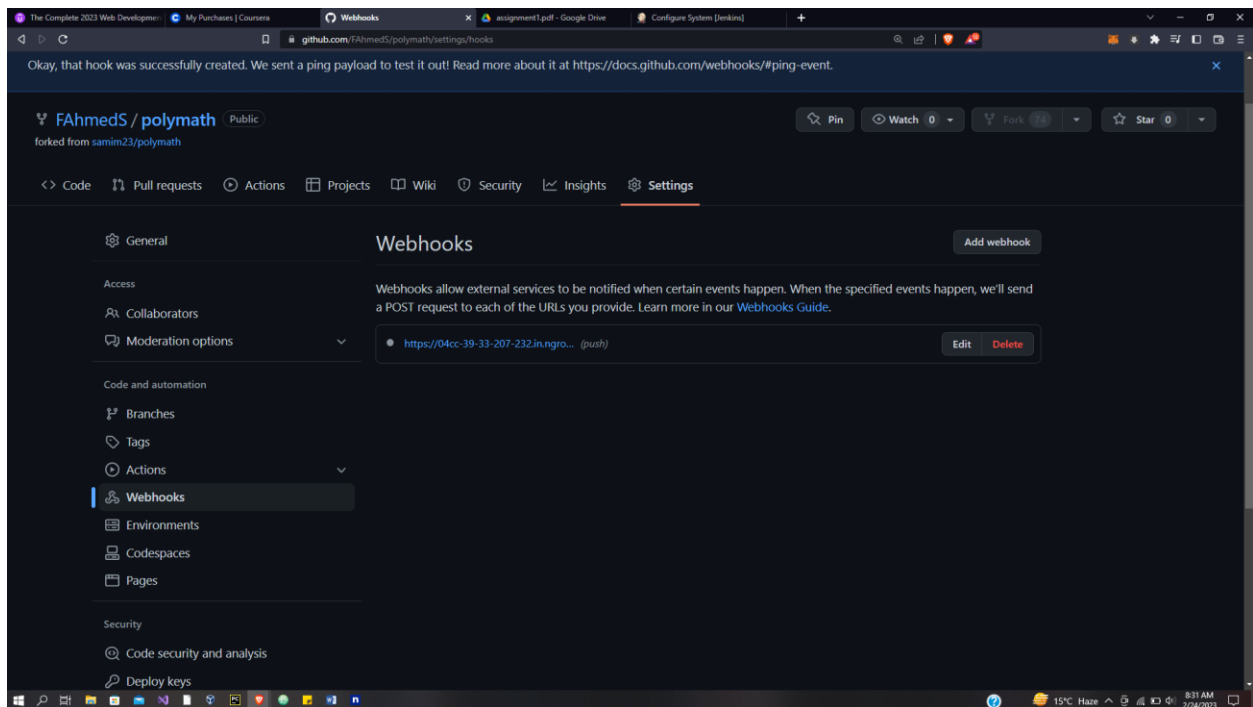 The Complete 2023 Web Developmen
My Purchases | Coursera
Webhooks
assignment1.pdf - Google Drive
Configure System [Jenkins]
github.com/FAhmedS/polymath/settings/hooks
Okay, that hook was successfully created. We sent a ping payload to test it out! Read more about it at https://docs.github.com/webhooks/#ping-event.
FAhmedS / polymath Public
Pin
Watch 0
Fork 74
Star 0
forked from samim23/polymath
Code
Pull requests
Actions
Projects
Wiki
Security
Insights
Settings
General
Access
Collaborators
Moderation options
Code and automation
Branches
Tags
Actions
Webhooks
Environments
Codespaces
Pages
Security
Code security and analysis
Deploy keys
Webhooks
Add webhook
Webhooks allow external services to be notified when certain events happen. When the specified events happen, we'll send
a POST request to each of the URLs you provide. Learn more in our Webhooks Guide.
https://04cc-39-33-207-232.in.ngro... (push)
Edit
Delete
15°C Haze
8:31 AM
2/24/2023